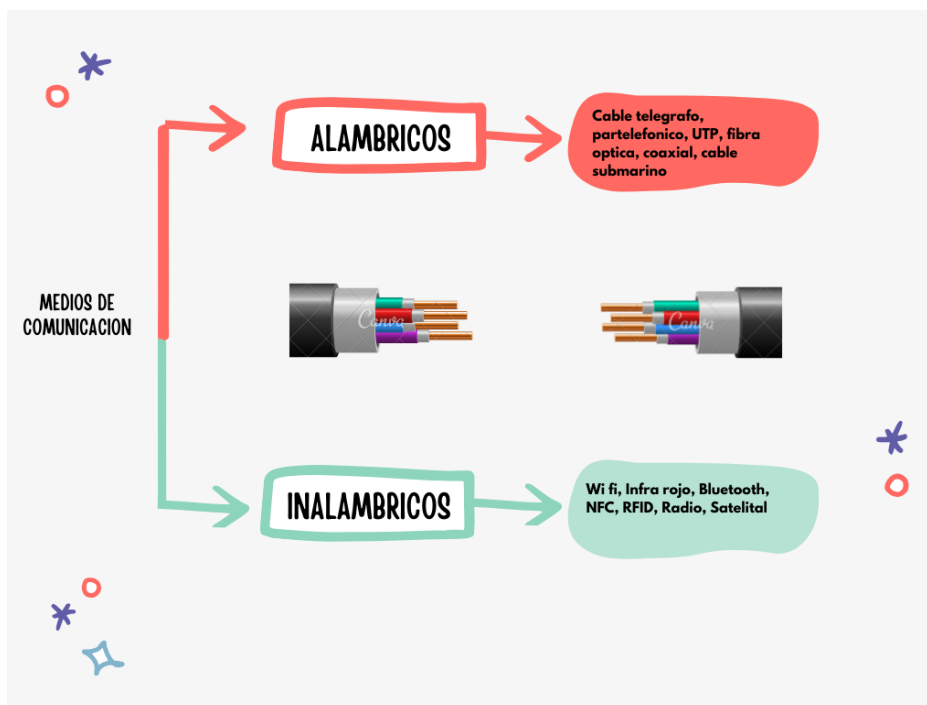 ALAMBRICOS
Cable telegrafo,
partelefonico, UTP, fibra
optica, coaxial, cable
submarino
MEDIOS DE
COMUNICACION
Canva
Canva
INALAMBRICOS
Wi fi, Infra rojo, Bluetooth,
NFC, RFID, Radio, Satelital